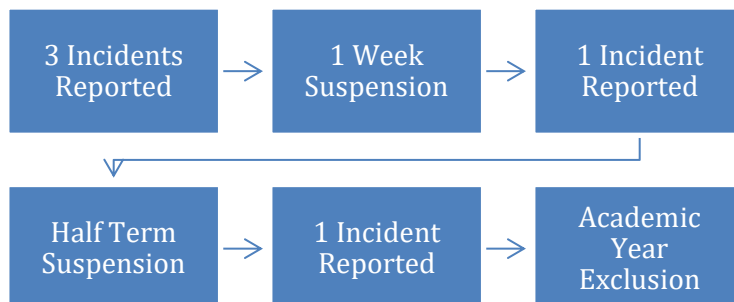 3 Incidents
Reported
1 Week
Suspension
1 Incident
Reported
Half Term
Suspension
1 Incident
Reported
Academic
Year
Exclusion